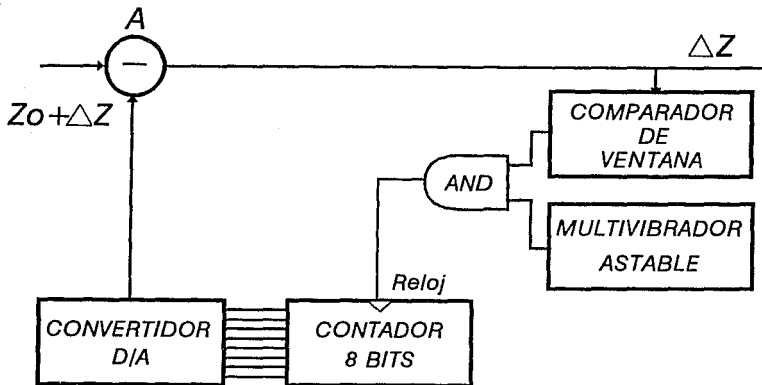 A
△Z
Zo+△Z
COMPARADOR
DE
VENTANA
AND
MULTIVIBRADOR
ASTABLE
Reloj
CONVERTIDOR
D/A
CONTADOR
8 BITS